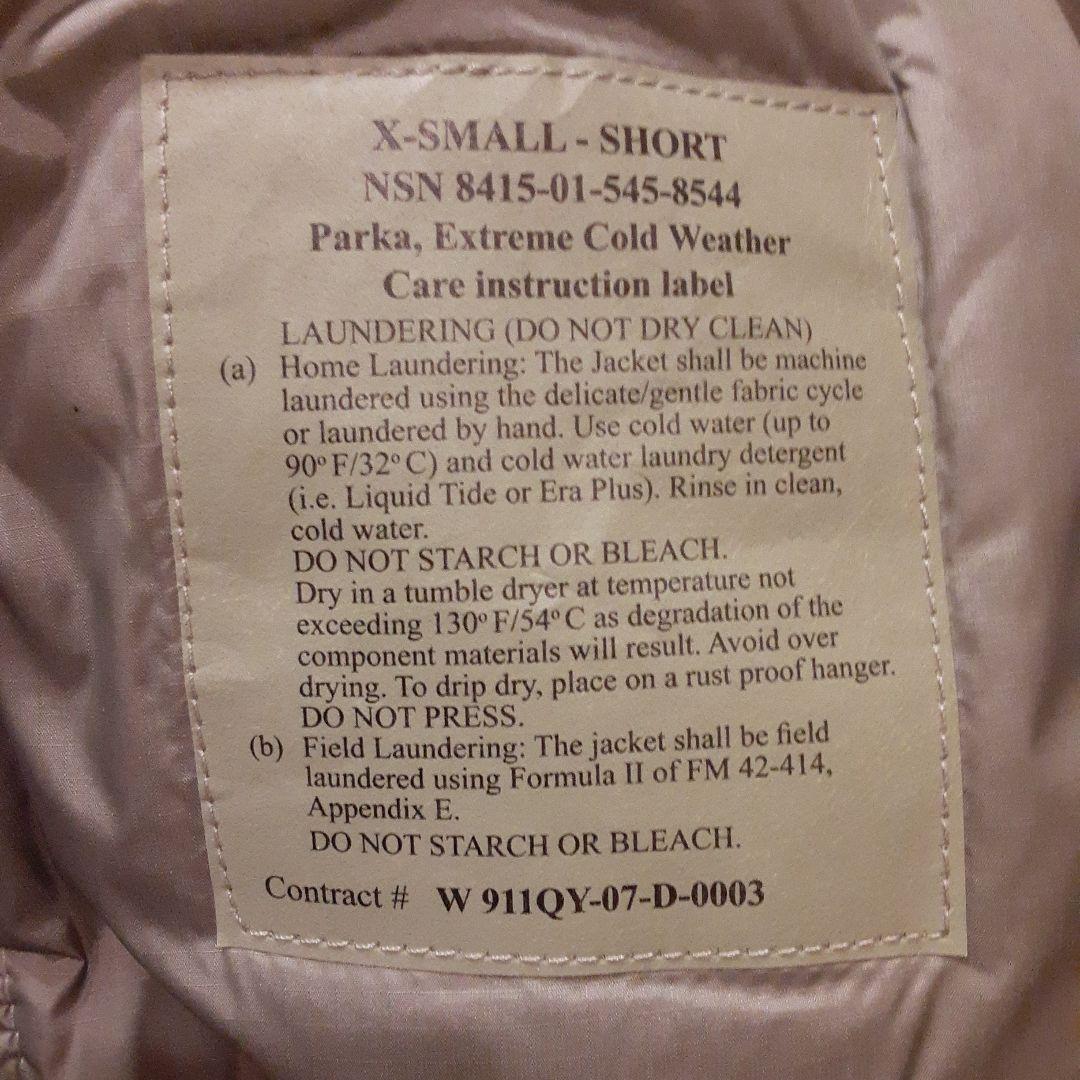 X-SMALL - SHORT
NSN 8415-01-545-8544
Parka, Extreme Cold Weather
Care instruction label
LAUNDERING (DO NOT DRY CLEAN)
(a) Home Laundering: The Jacket shall be machine
laundered using the delicate/gentle fabric cycle
or laundered by hand. Use cold water (up to
90º F/32º C) and cold water laundry detergent
(i.e. Liquid Tide or Era Plus). Rinse in clean,
cold water.
DO NOT STARCH OR BLEACH.
Dry in a tumble dryer at temperature not
exceeding 130º F/54º C as degradation of the
component materials will result. Avoid over
drying. To drip dry, place on a rust proof hanger.
DO NOT PRESS.
(b) Field Laundering: The jacket shall be field
laundered using Formula II of FM 42-414,
Appendix E.
DO NOT STARCH OR BLEACH.
Contract # W 911QY-07-D-0003